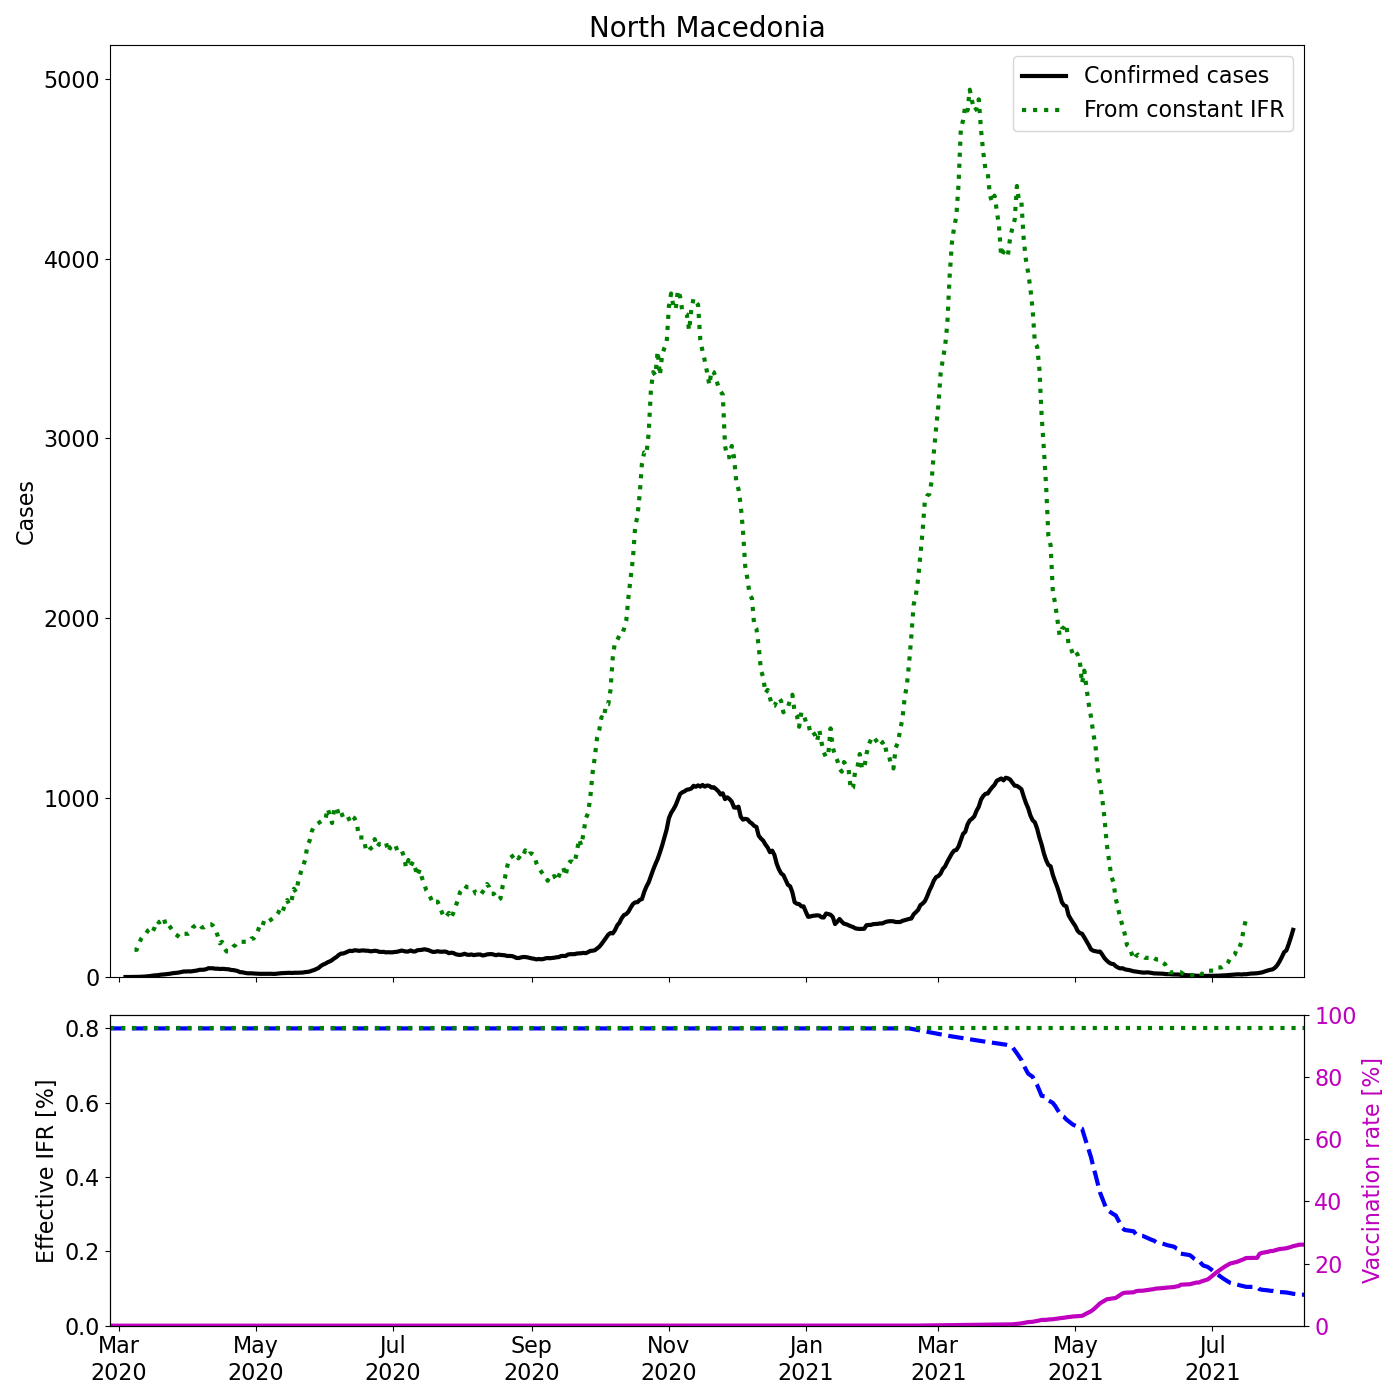 North Macedonia
Confirmed cases
From constant IFR
5000
4000
3000
2000
1000
0
Cases
0.8
0.6
0.4
0.2
0.0
Effective IFR [%]
100
80
60
40
20
0
Vaccination rate [%]
Mar May Jul Sep Nov Jan Mar May Jul
2020 2020 2020 2020 2020 2021 2021 2021 2021